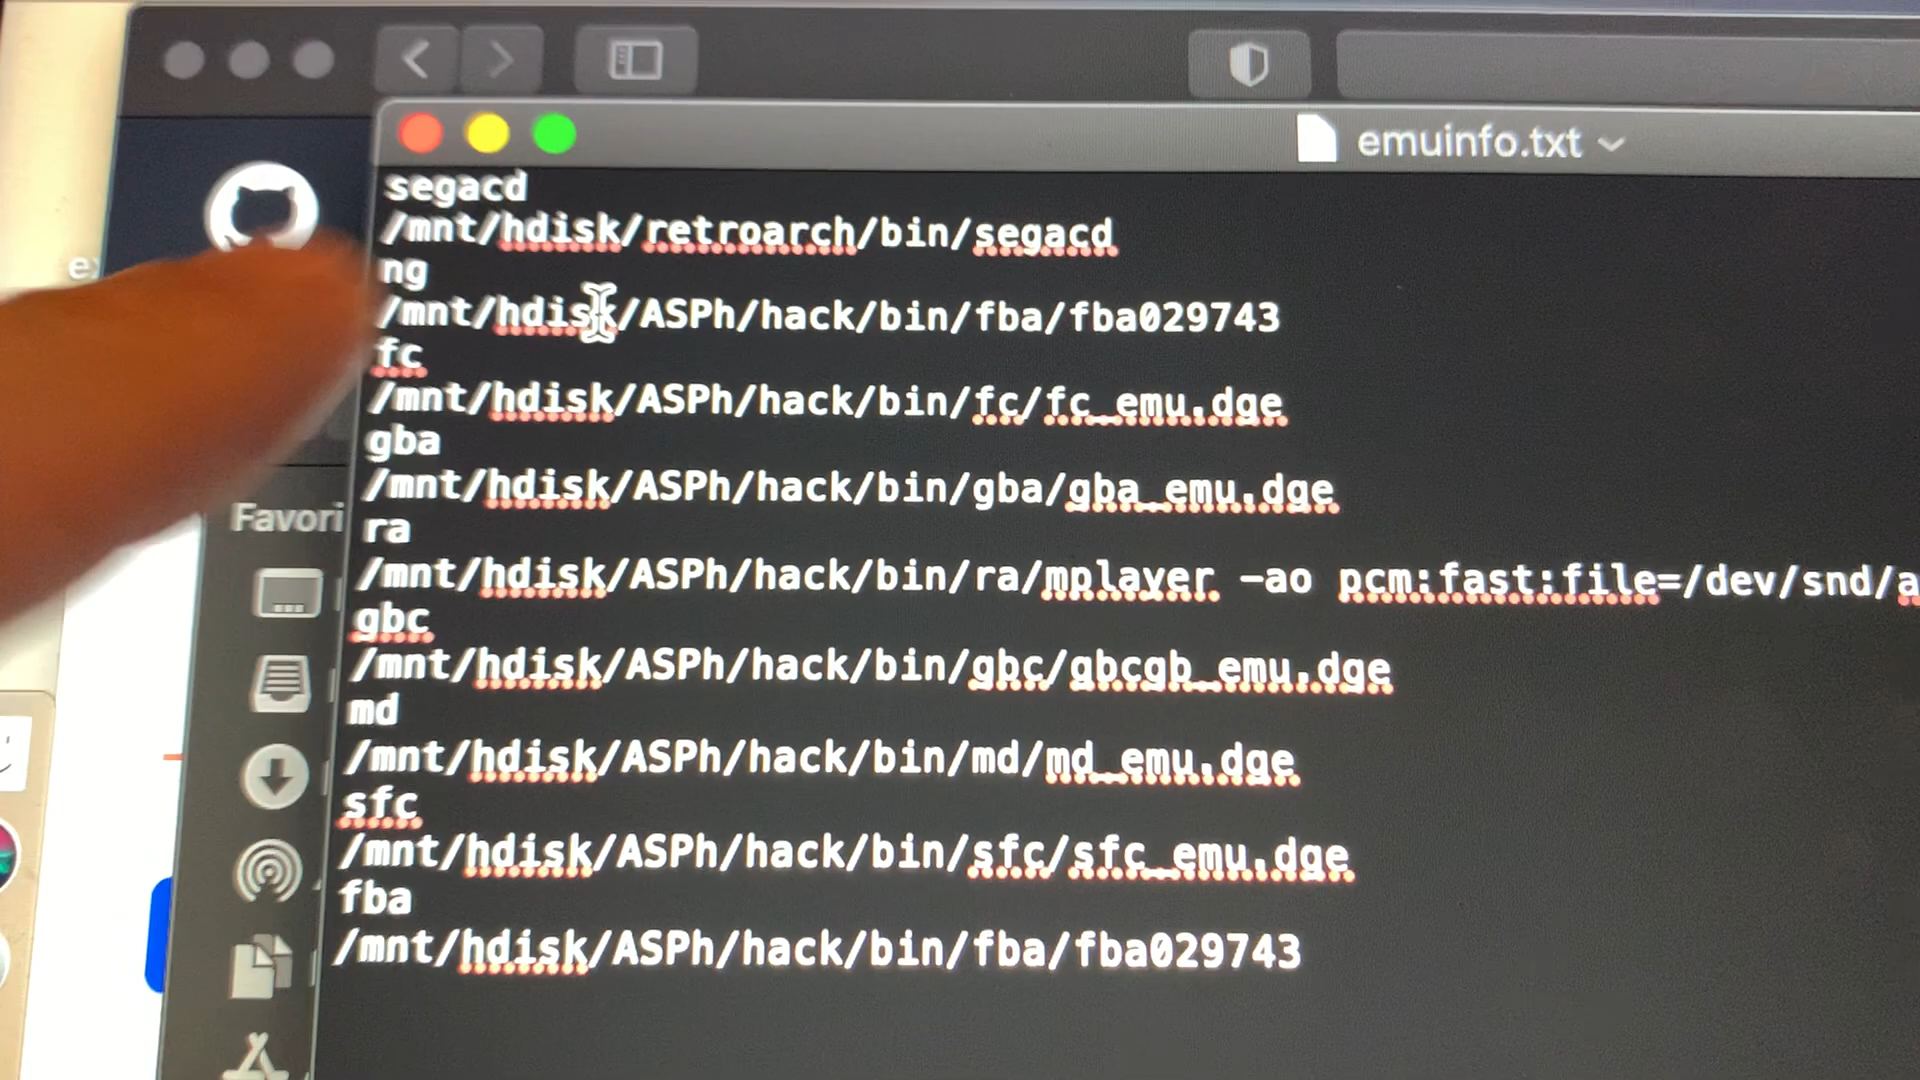 emuinfo.txt
segacd
/mnt/hdisk/retroarch/bin/segacd
ng
/mnt/hdisk/ASPh/hack/bin/fba/fba029743
fc
/mnt/hdisk/ASPh/hack/bin/fc/fc_emu.dge
gba
/mnt/hdisk/ASPh/hack/bin/gba/gba_emu.dge
ra
/mnt/hdisk/ASPh/hack/bin/ra/mplayer -ao pcm:fast:file=/dev/snd/a
gbc
/mnt/hdisk/ASPh/hack/bin/gbc/gbcgb_emu.dge
md
/mnt/hdisk/ASPh/hack/bin/md/md_emu.dge
sfc
/mnt/hdisk/ASPh/hack/bin/sfc/sfc_emu.dge
fba
/mnt/hdisk/ASPh/hack/bin/fba/fba029743
Favori